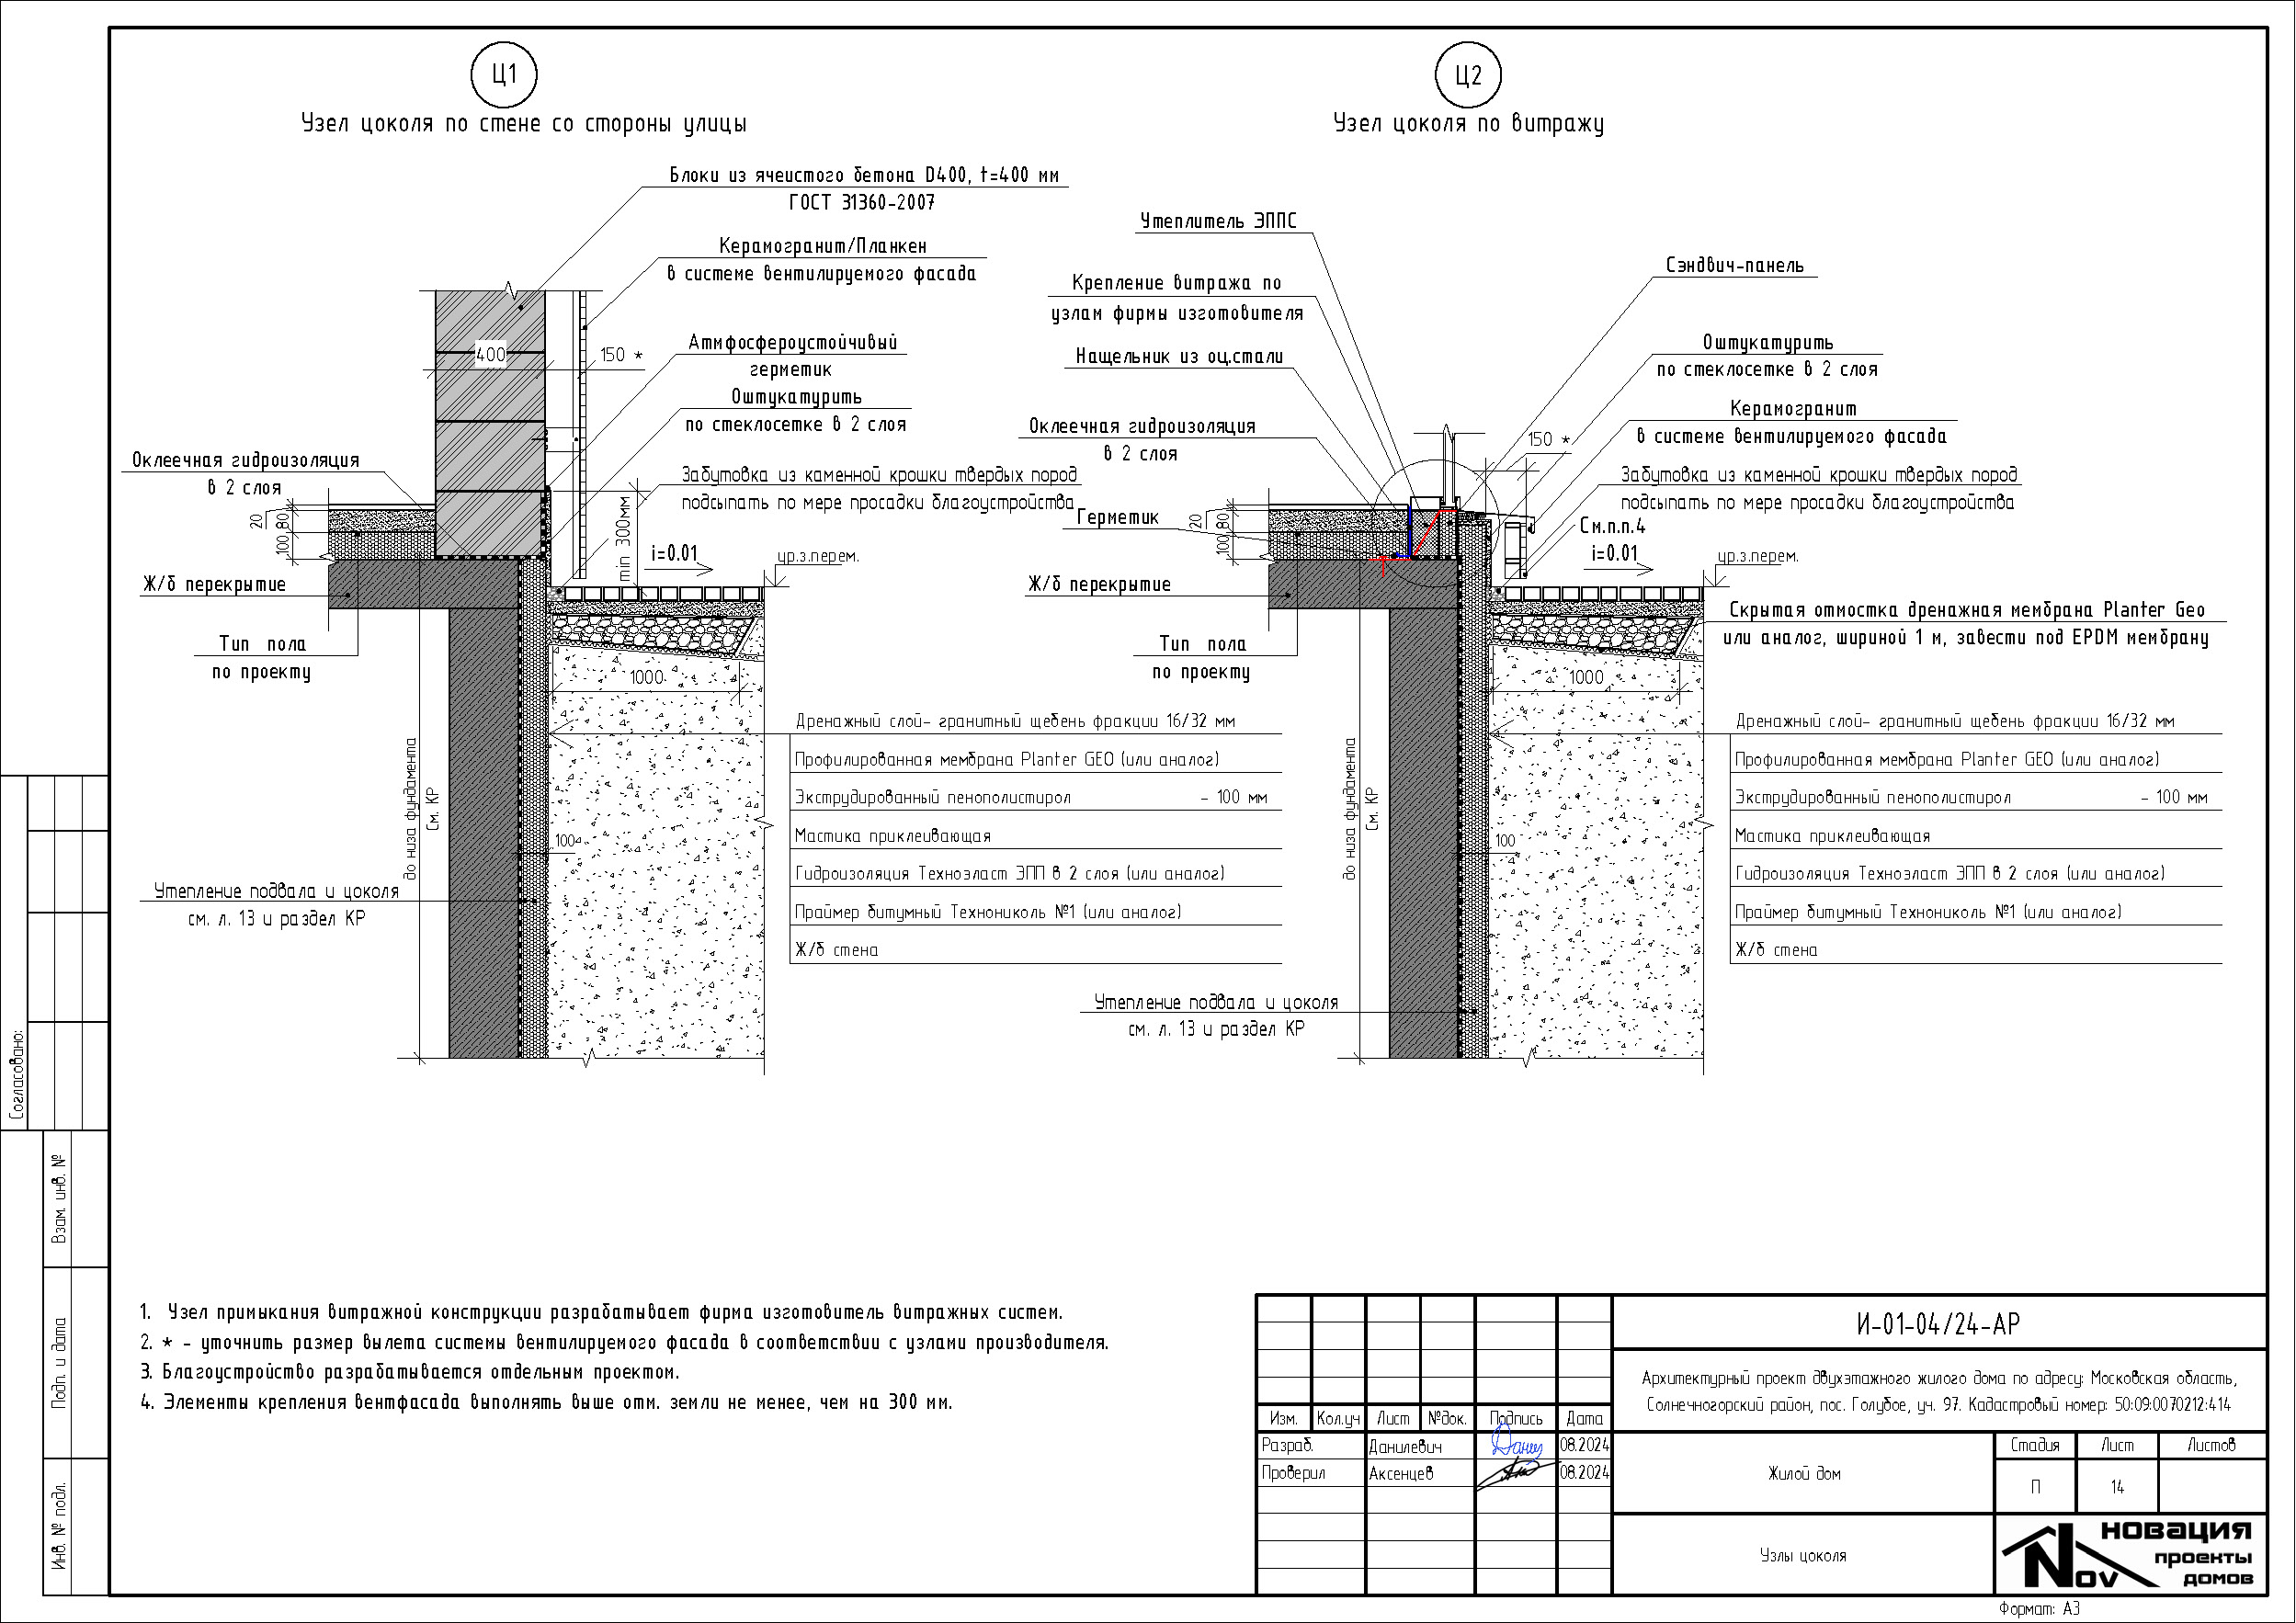 Ц1
Узел цоколя по стене со стороны улицы
Блоки из ячеистого бетона D400, t=400 мм
ГОСТ 31360-2007
Керамогранит/Планкен
в системе вентилируемого фасада
Атмфосфероустойчивый
герметик
Оштукатурить
по стеклосетке в 2 слоя
Забутовка из каменной крошки твердых пород
подсыпать по мере просадки благоустройства
400
150 *
Оклеечная гидроизоляция
в 2 слоя
20
80
100
min 300мм
i=0.01
ур.з.перем.
Ж/б перекрытие
Тип пола
по проекту
1000
Дренажный слой- гранитный щебень фракции 16/32 мм
Профилированная мембрана Planter GEO (или аналог)
Экструдированный пенополистирол - 100 мм
Мастика приклеивающая
Гидроизоляция Техноэласт ЭПП в 2 слоя (или аналог)
Праймер битумный Технониколь №1 (или аналог)
Ж/б стена
до низа фундамента
См. КР
100
Утепление подвала и цоколя
см. л. 13 и раздел КР
Ц2
Узел цоколя по витражу
Утеплитель ЭППС
Крепление витража по
узлам фирмы изготовителя
Нащельник из оц.стали
Оклеечная гидроизоляция
в 2 слоя
Герметик
Сэндвич-панель
Оштукатурить
по стеклосетке в 2 слоя
Керамогранит
в системе вентилируемого фасада
Забутовка из каменной крошки твердых пород
подсыпать по мере просадки благоустройства
150 *
См.п.п.4
i=0.01
ур.з.перем.
20
80
100
Ж/б перекрытие
Скрытая отмостка дренажная мембрана Planter Geo
или аналог, шириной 1 м, завести под EPDM мембрану
Тип пола
по проекту
1000
Дренажный слой- гранитный щебень фракции 16/32 мм
Профилированная мембрана Planter GEO (или аналог)
Экструдированный пенополистирол - 100 мм
Мастика приклеивающая
Гидроизоляция Техноэласт ЭПП в 2 слоя (или аналог)
Праймер битумный Технониколь №1 (или аналог)
Ж/б стена
до низа фундамента
См. КР
100
Утепление подвала и цоколя
см. л. 13 и раздел КР
1. Узел примыкания витражной конструкции разрабатывает фирма изготовитель витражных систем.
2. * - уточнить размер вылета системы вентилируемого фасада в соответствии с узлами производителя.
3. Благоустройство разрабатывается отдельным проектом.
4. Элементы крепления вентфасада выполнять выше отм. земли не менее, чем на 300 мм.
Согласовано:
Взам. инв. №
Подп. и дата
Инв. № подл.
И-01-04/24-АР
Архитектурный проект двухэтажного жилого дома по адресу: Московская область,
Солнечногорский район, пос. Голубое, уч. 97. Кадастровый номер: 50:09:0070212:414
Изм. Кол.уч Лист №док. Подпись Дата
Разраб. Данилевич 08.2024
Проверил Аксенцев 08.2024
Жилой дом
Стадия Лист Листов
П 14
Узлы цоколя
Nov
новация
проекты
домов
Формат: А3